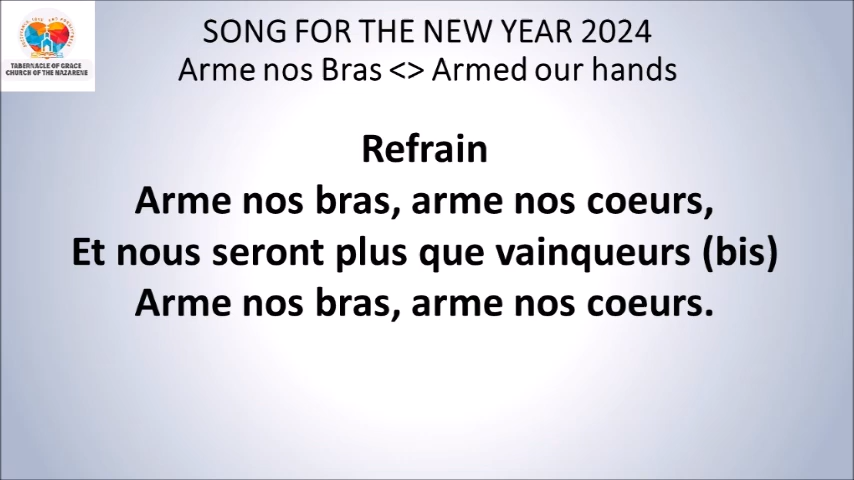 SONG FOR THE NEW YEAR 2024
Arme nos Bras <> Armed our hands
TABERNACLE OF GRACE
CHURCH OF THE NAZARENE
Refrain
Arme nos bras, arme nos coeurs,
Et nous seront plus que vainqueurs (bis)
Arme nos bras, arme nos coeurs.